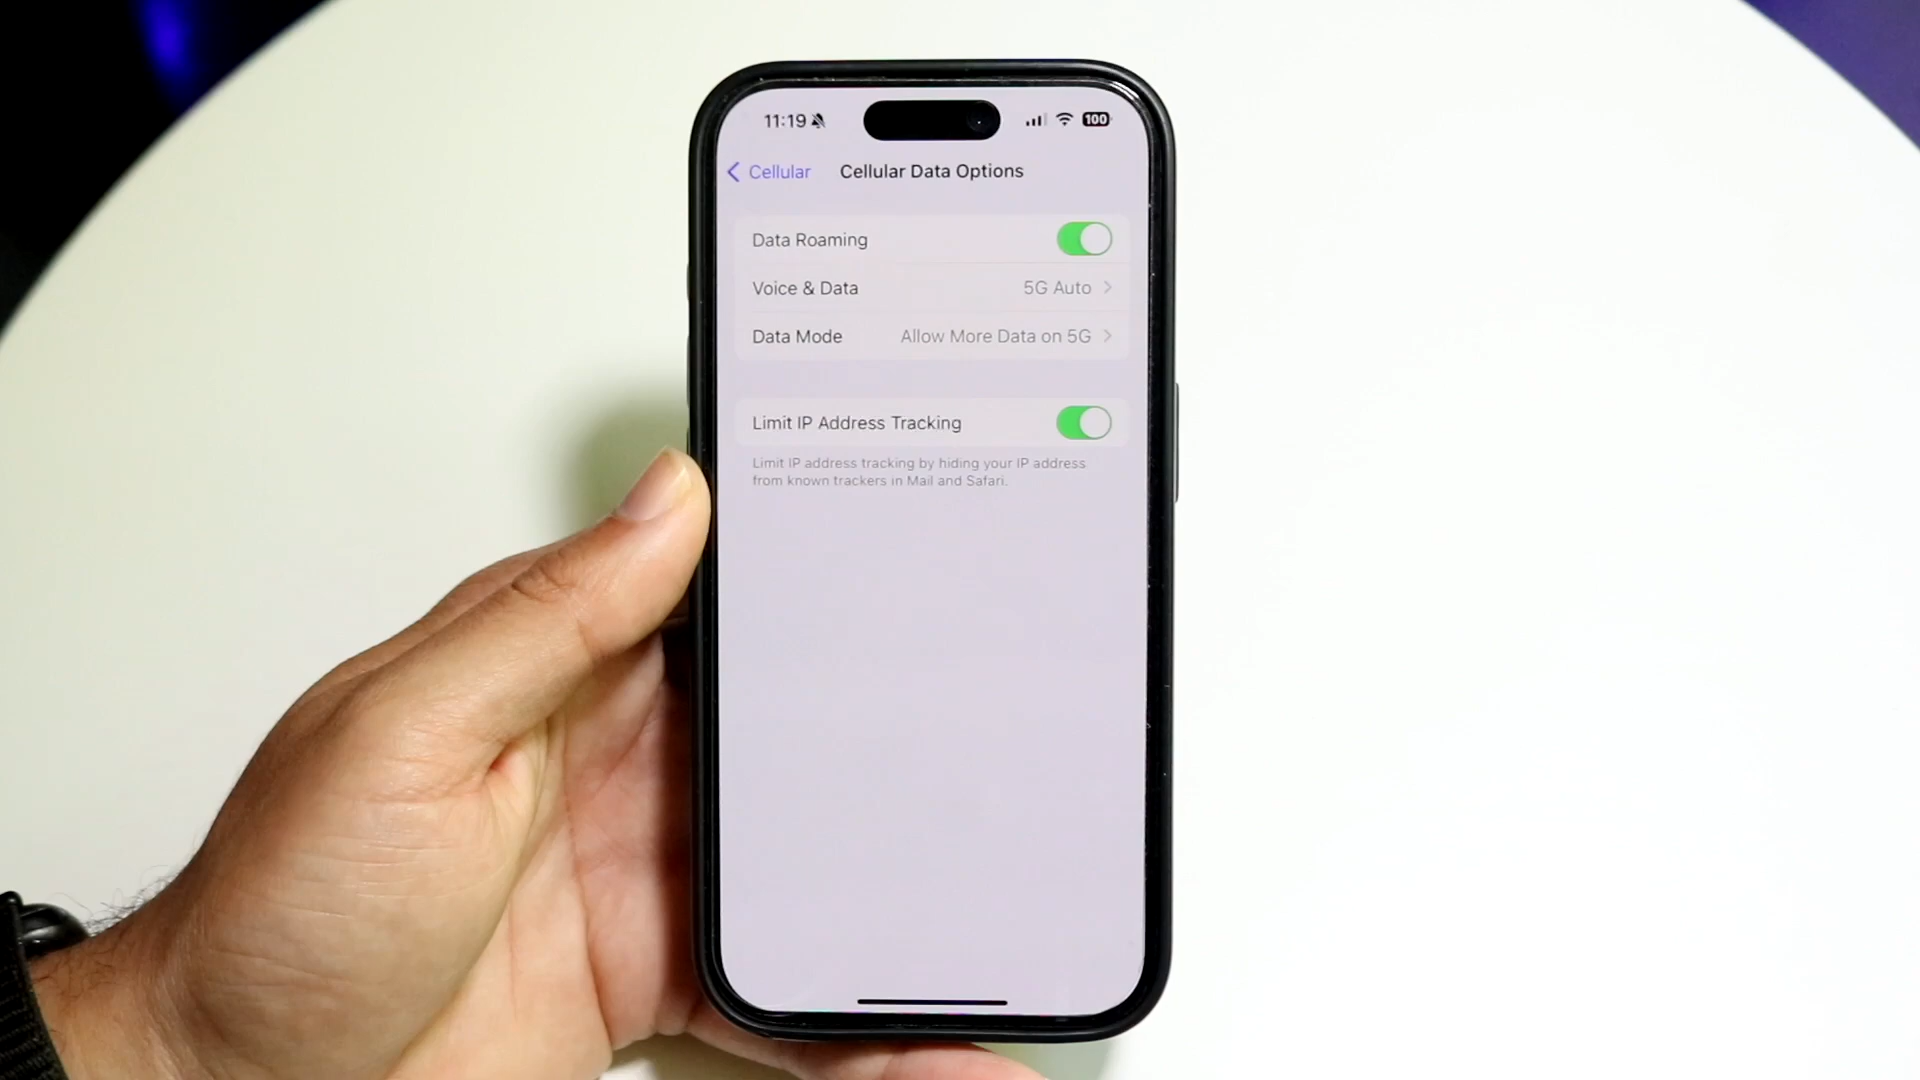 11:19 100
Cellular Cellular Data Options
Data Roaming
Voice & Data 5G Auto
Data Mode Allow More Data on 5G
Limit IP Address Tracking
Limit IP address tracking by hiding your IP address
from known trackers in Mail and Safari.